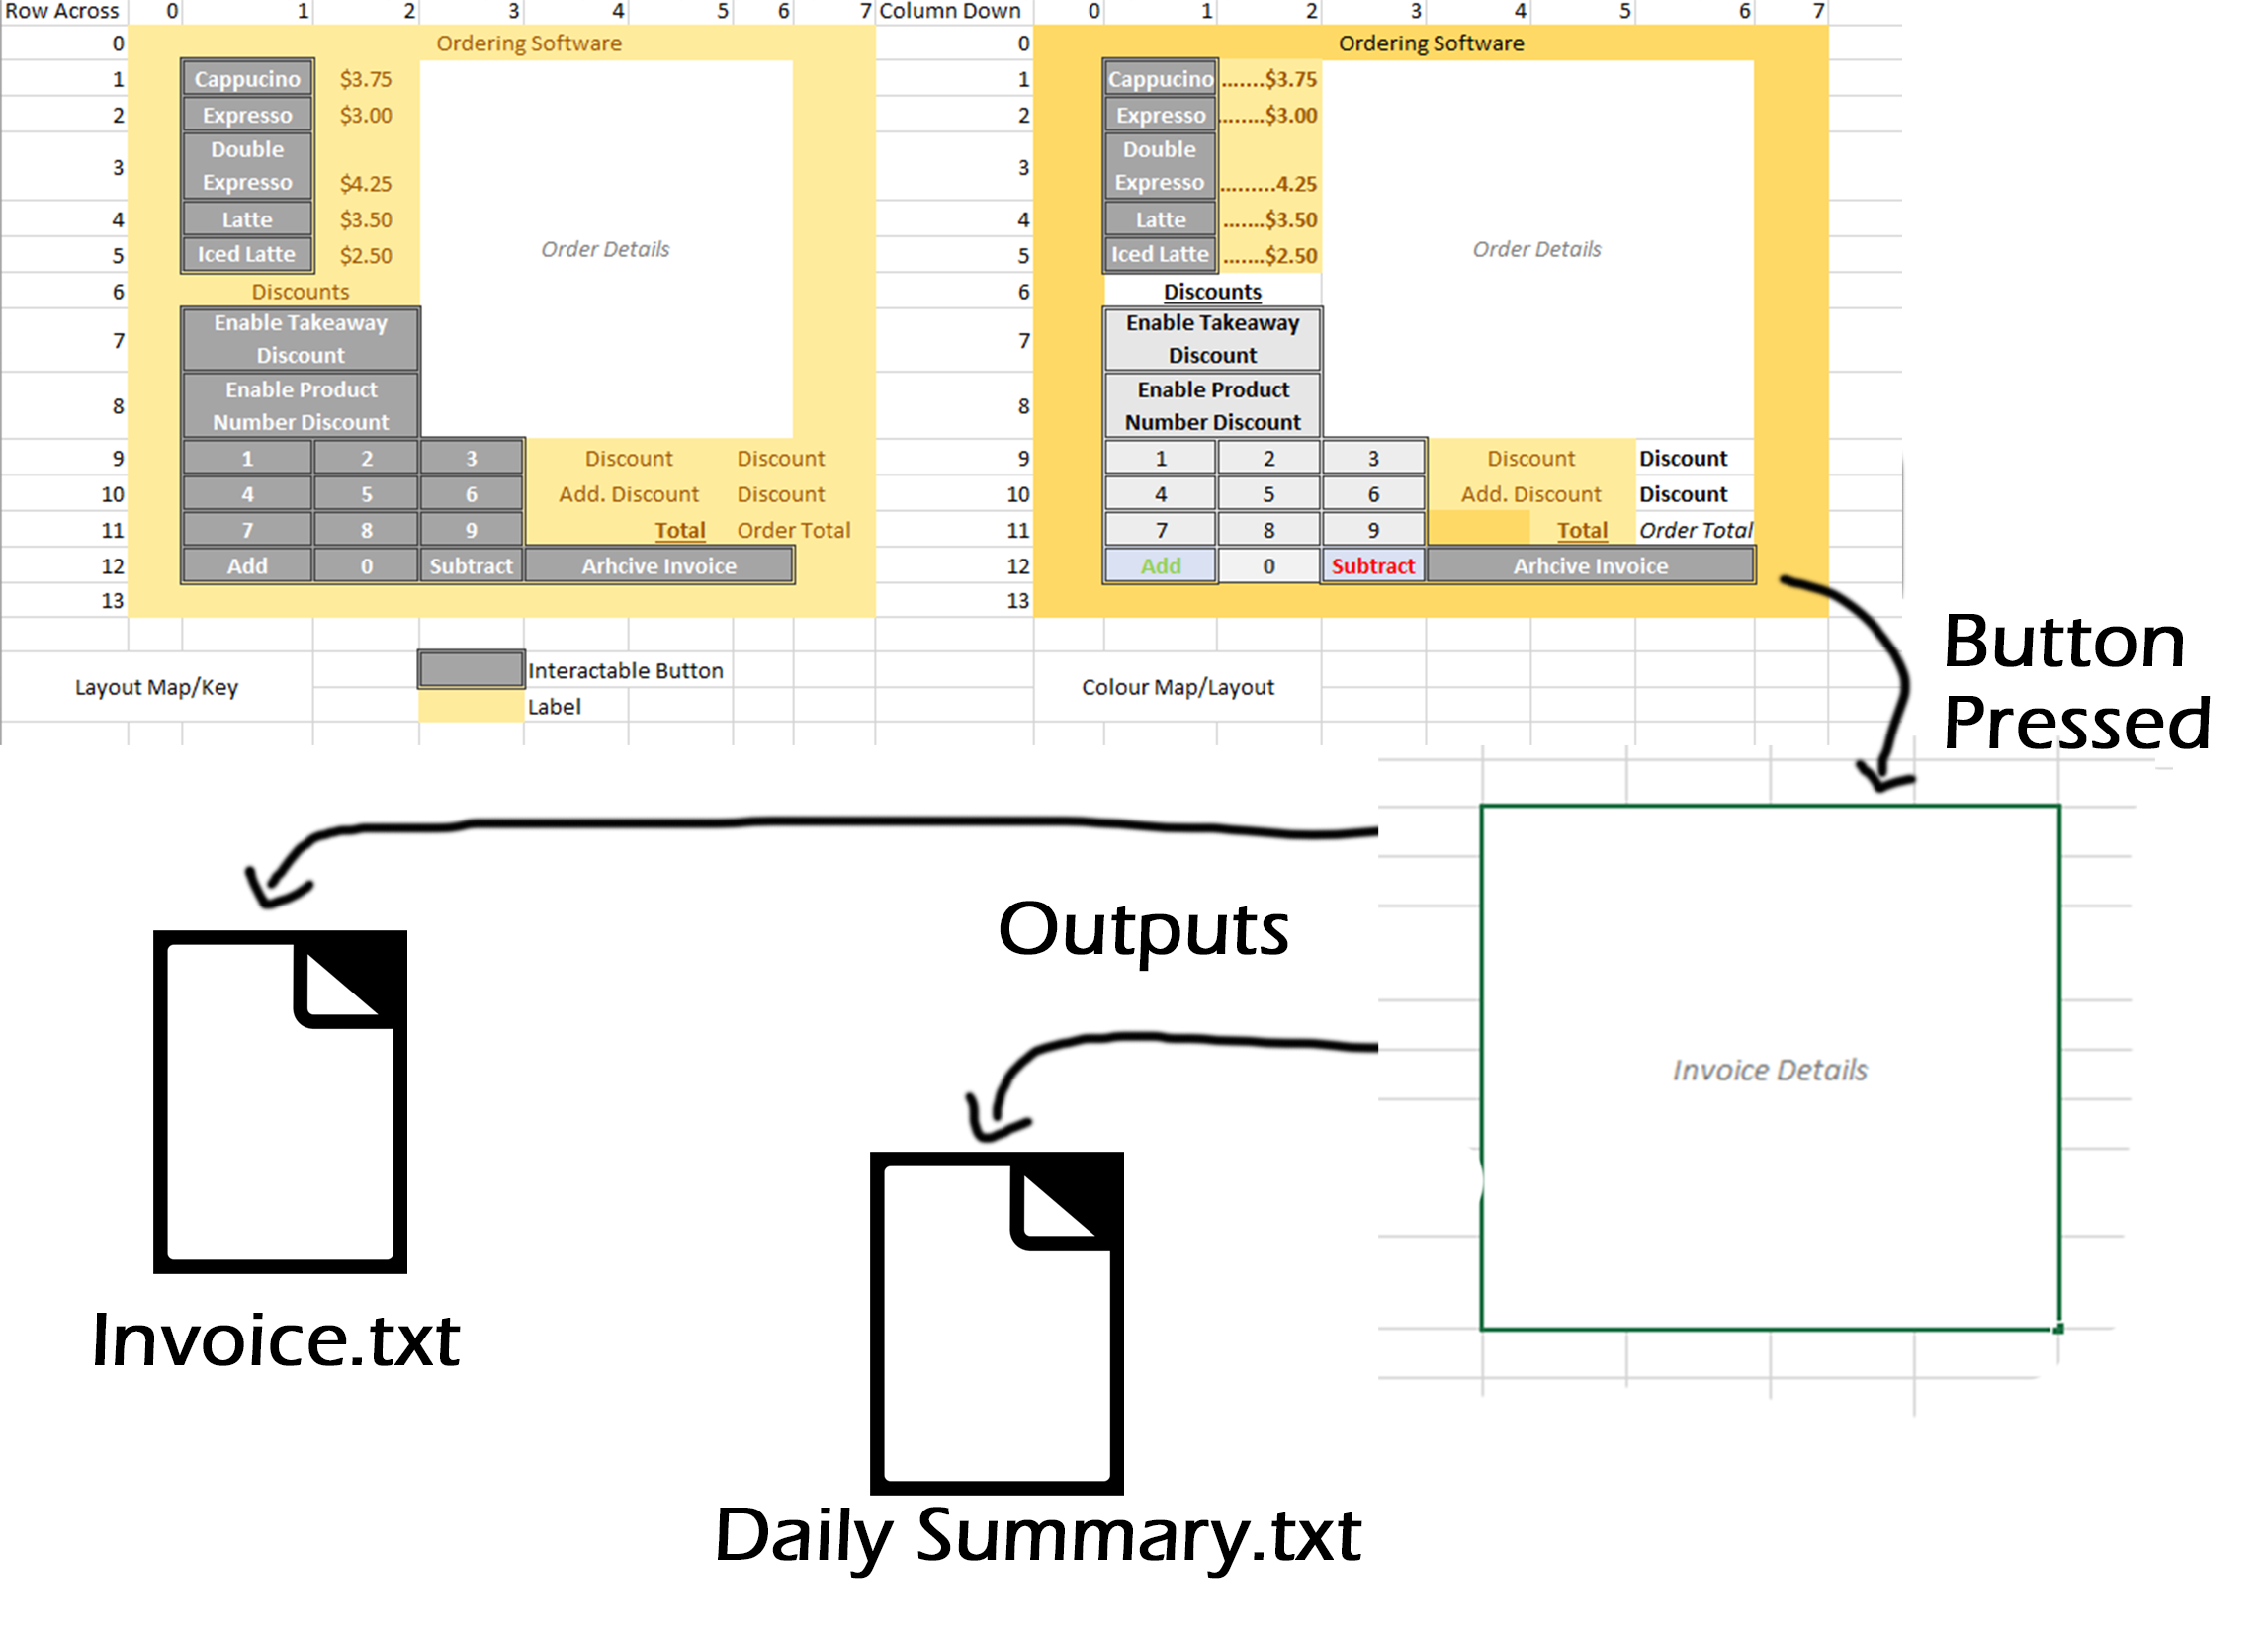 Row Across 0 1 2 3 4 5 6 7 Column Down 0 1 2 3 4 5 6 7
0 Ordering Software 0 Ordering Software
1 Cappucino $3.75 1 Cappucino .......$3.75
2 Expresso $3.00 2 Expresso ........$3.00
Double Double
3 3
Expresso $4.25 Expresso .........4.25
4 Latte $3.50 4 Latte .......$3.50
5 Iced Latte $2.50 Order Details 5 Iced Latte .......$2.50 Order Details
6 Discounts 6 Discounts
Enable Takeaway Enable Takeaway
7 7
Discount Discount
Enable Product Enable Product
8 8
Number Discount Number Discount
9 1 2 3 Discount Discount 9 1 2 3 Discount Discount
10 4 5 6 Add. Discount Discount 10 4 5 6 Add. Discount Discount
11 7 8 9 Total Order Total 11 7 8 9 Total Order Total
12 Add 0 Subtract Arhcive Invoice 12 Add 0 Subtract Arhcive Invoice
13 13
Interactable Button
Layout Map/Key Colour Map/Layout
Label
Button
Pressed
Outputs
Invoice Details
Invoice.txt
Daily Summary.txt